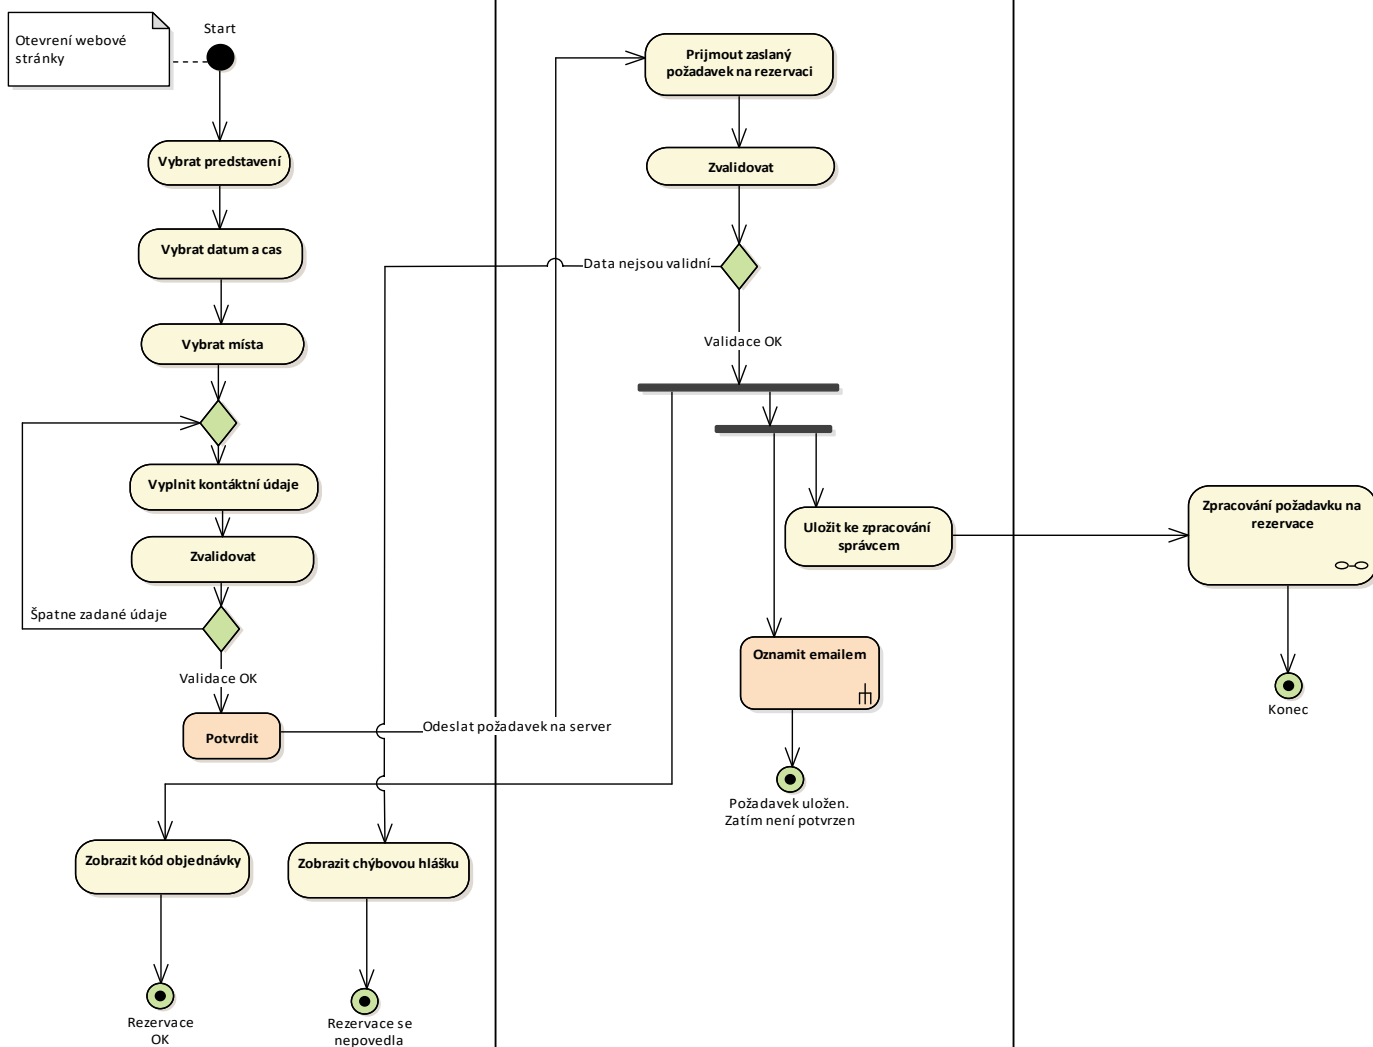 Otevrení webové
stránky
Start
Vybrat predstavení
Vybrat datum a cas
Vybrat místa
Vyplnit kontáktní údaje
Zvalidovat
Špatne zadané údaje
Validace OK
Potvrdit
Odeslat požadavek na server
Zobrazit kód objednávky
Zobrazit chýbovou hlášku
Rezervace
OK
Rezervace se
nepovedla
Prijmout zaslaný
požadavek na rezervaci
Zvalidovat
Data nejsou validní
Validace OK
Uložit ke zpracování
správcem
Oznamit emailem
Požadavek uložen.
Zatím není potvrzen
Zpracování požadavku na
rezervace
Konec